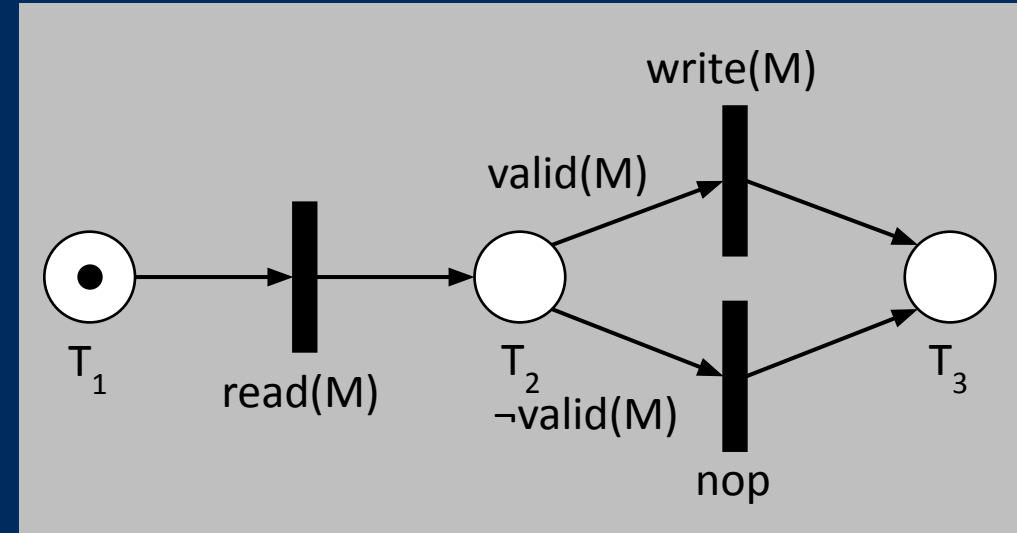 write(M)
valid(M)
T₁
read(M)
T₂
¬valid(M)
nop
T₃